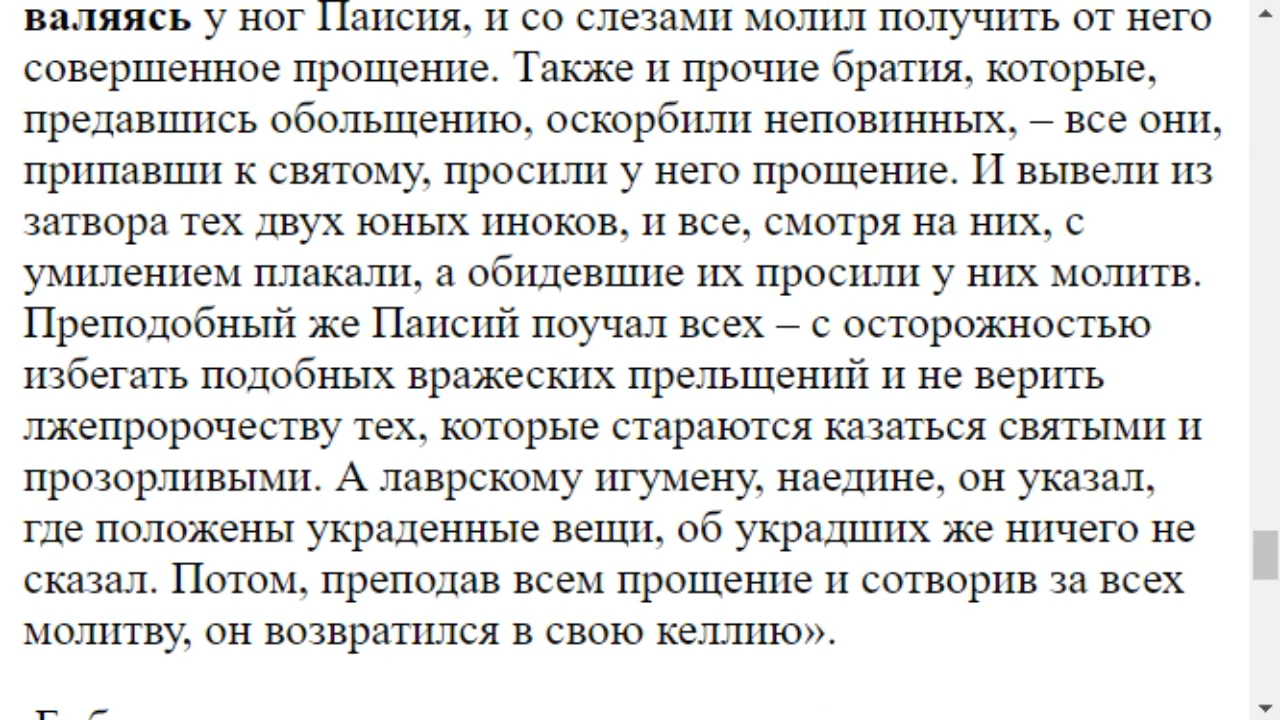 валяясь у ног Паисия, и со слезами молил получить от него
совершенное прощение. Также и прочие братия, которые,
предавшись обольщению, оскорбили неповинных, – все они,
припавши к святому, просили у него прощение. И вывели из
затвора тех двух юных иноков, и все, смотря на них, с
умилением плакали, а обидевшие их просили у них молитв.
Преподобный же Паисий поучал всех – с осторожностью
избегать подобных вражеских прельщений и не верить
лжепророчеству тех, которые стараются казаться святыми и
прозорливыми. А лаврскому игумену, наедине, он указал,
где положены украденные вещи, об украдших же ничего не
сказал. Потом, преподав всем прощение и сотворив за всех
молитву, он возвратился в свою келлию».